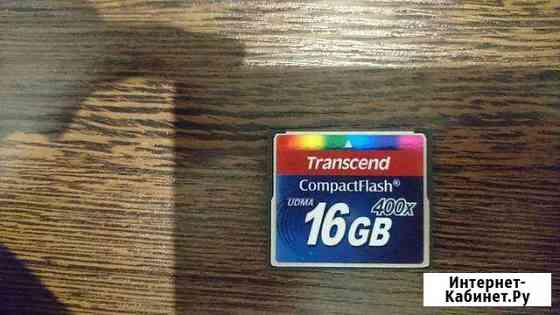 Transcend
CompactFlash®
UDMA 400x
16GB
Интернет-
Кабинет.Ру